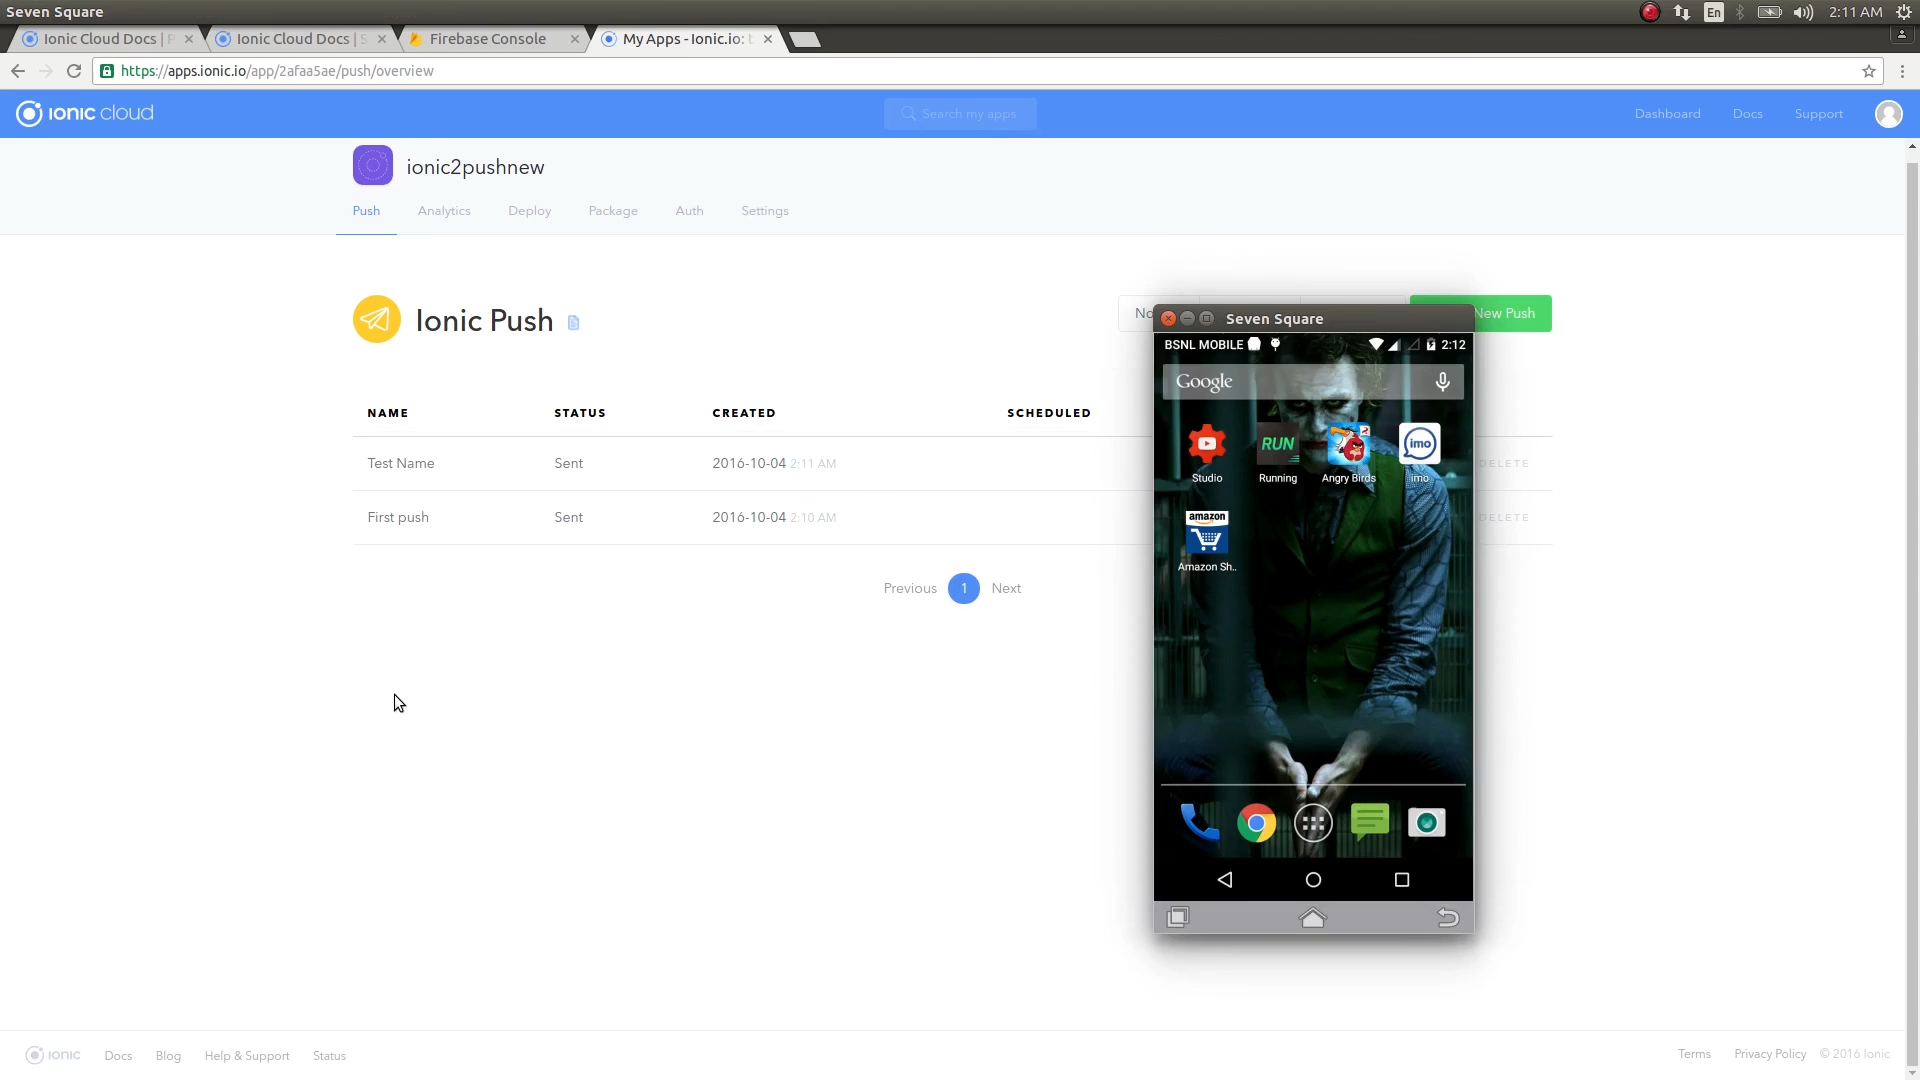 Seven Square
En
2:11 AM
Ionic Cloud Docs | P
Ionic Cloud Docs | S
Firebase Console
My Apps - Ionic.io: b
https://apps.ionic.io/app/2afaa5ae/push/overview
ionic cloud
Search my apps
Dashboard
Docs
Support
ionic2pushnew
Push
Analytics
Deploy
Package
Auth
Settings
Ionic Push
No
New Push
NAME
STATUS
CREATED
SCHEDULED
Test Name
Sent
2016-10-04 2:11 AM
DELETE
First push
Sent
2016-10-04 2:10 AM
DELETE
Previous
1
Next
Seven Square
BSNL MOBILE
2:12
Google
RUN
imo
Studio
Running
Angry Birds
imo
amazon
Amazon Sh..
ionic
Docs
Blog
Help & Support
Status
Terms
Privacy Policy
© 2016 Ionic